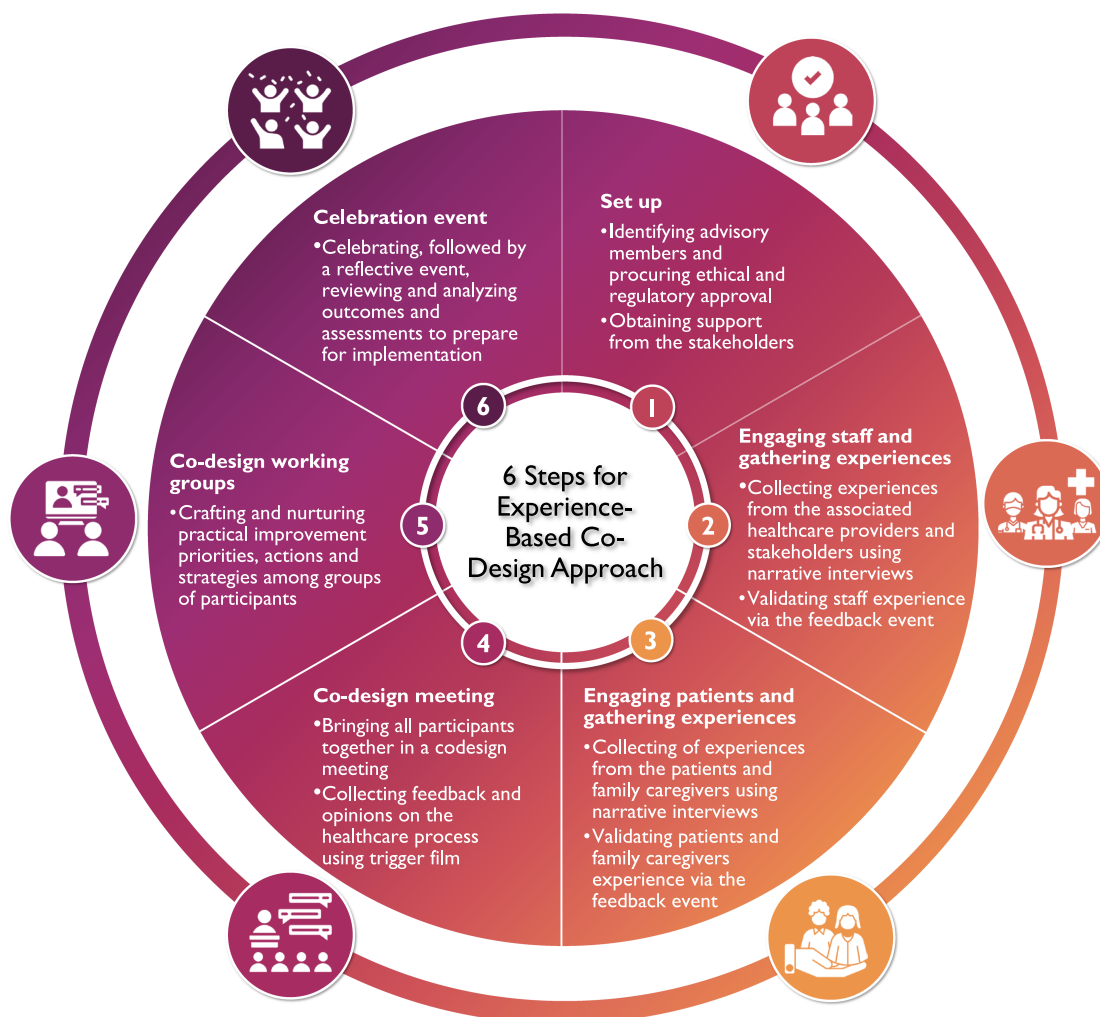 6 Steps for
Experience-
Based Co-
Design Approach
1
Set up
•Identifying advisory
members and
procuring ethical and
regulatory approval
•Obtaining support
from the stakeholders
2
Engaging staff and
gathering experiences
•Collecting experiences
from the associated
healthcare providers and
stakeholders using
narrative interviews
•Validating staff experience
via the feedback event
3
Engaging patients and
gathering experiences
•Collecting of experiences
from the patients and
family caregivers using
narrative interviews
•Validating patients and
family caregivers
experience via the
feedback event
4
Co-design meeting
•Bringing all participants
together in a codesign
meeting
•Collecting feedback and
opinions on the
healthcare process
using trigger film
5
Co-design working
groups
•Crafting and nurturing
practical improvement
priorities, actions and
strategies among groups
of participants
6
Celebration event
•Celebrating, followed by
a reflective event,
reviewing and analyzing
outcomes and
assessments to prepare
for implementation